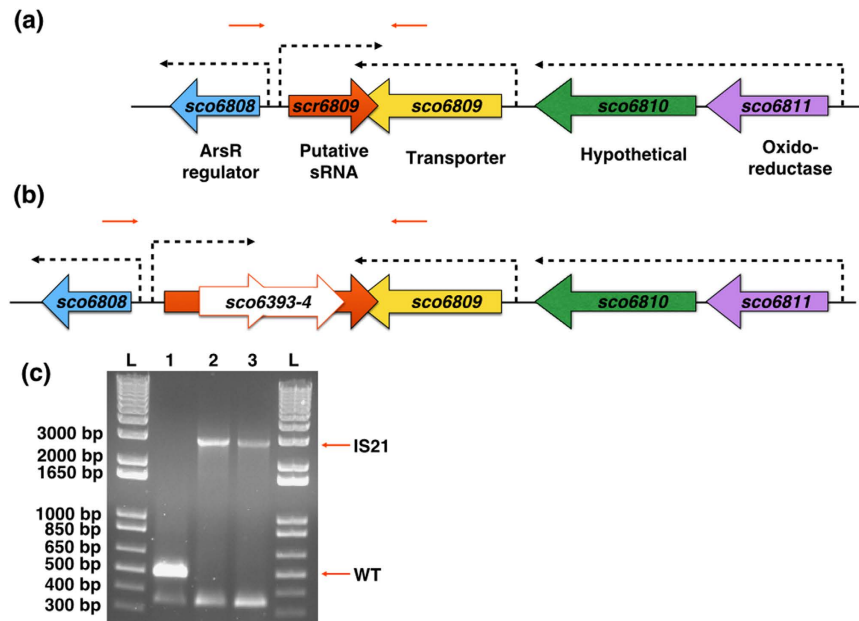 (a)
sco6808 scr6809 sco6809 sco6810 sco6811
ArsR
regulator
Putative
sRNA
Transporter
Hypothetical
Oxido-
reductase
(b)
sco6808 sco6393-4 sco6809 sco6810 sco6811
(c)
L 1 2 3 L
3000 bp
2000 bp
1650 bp
1000 bp
850 bp
650 bp
500 bp
400 bp
300 bp
IS21
WT